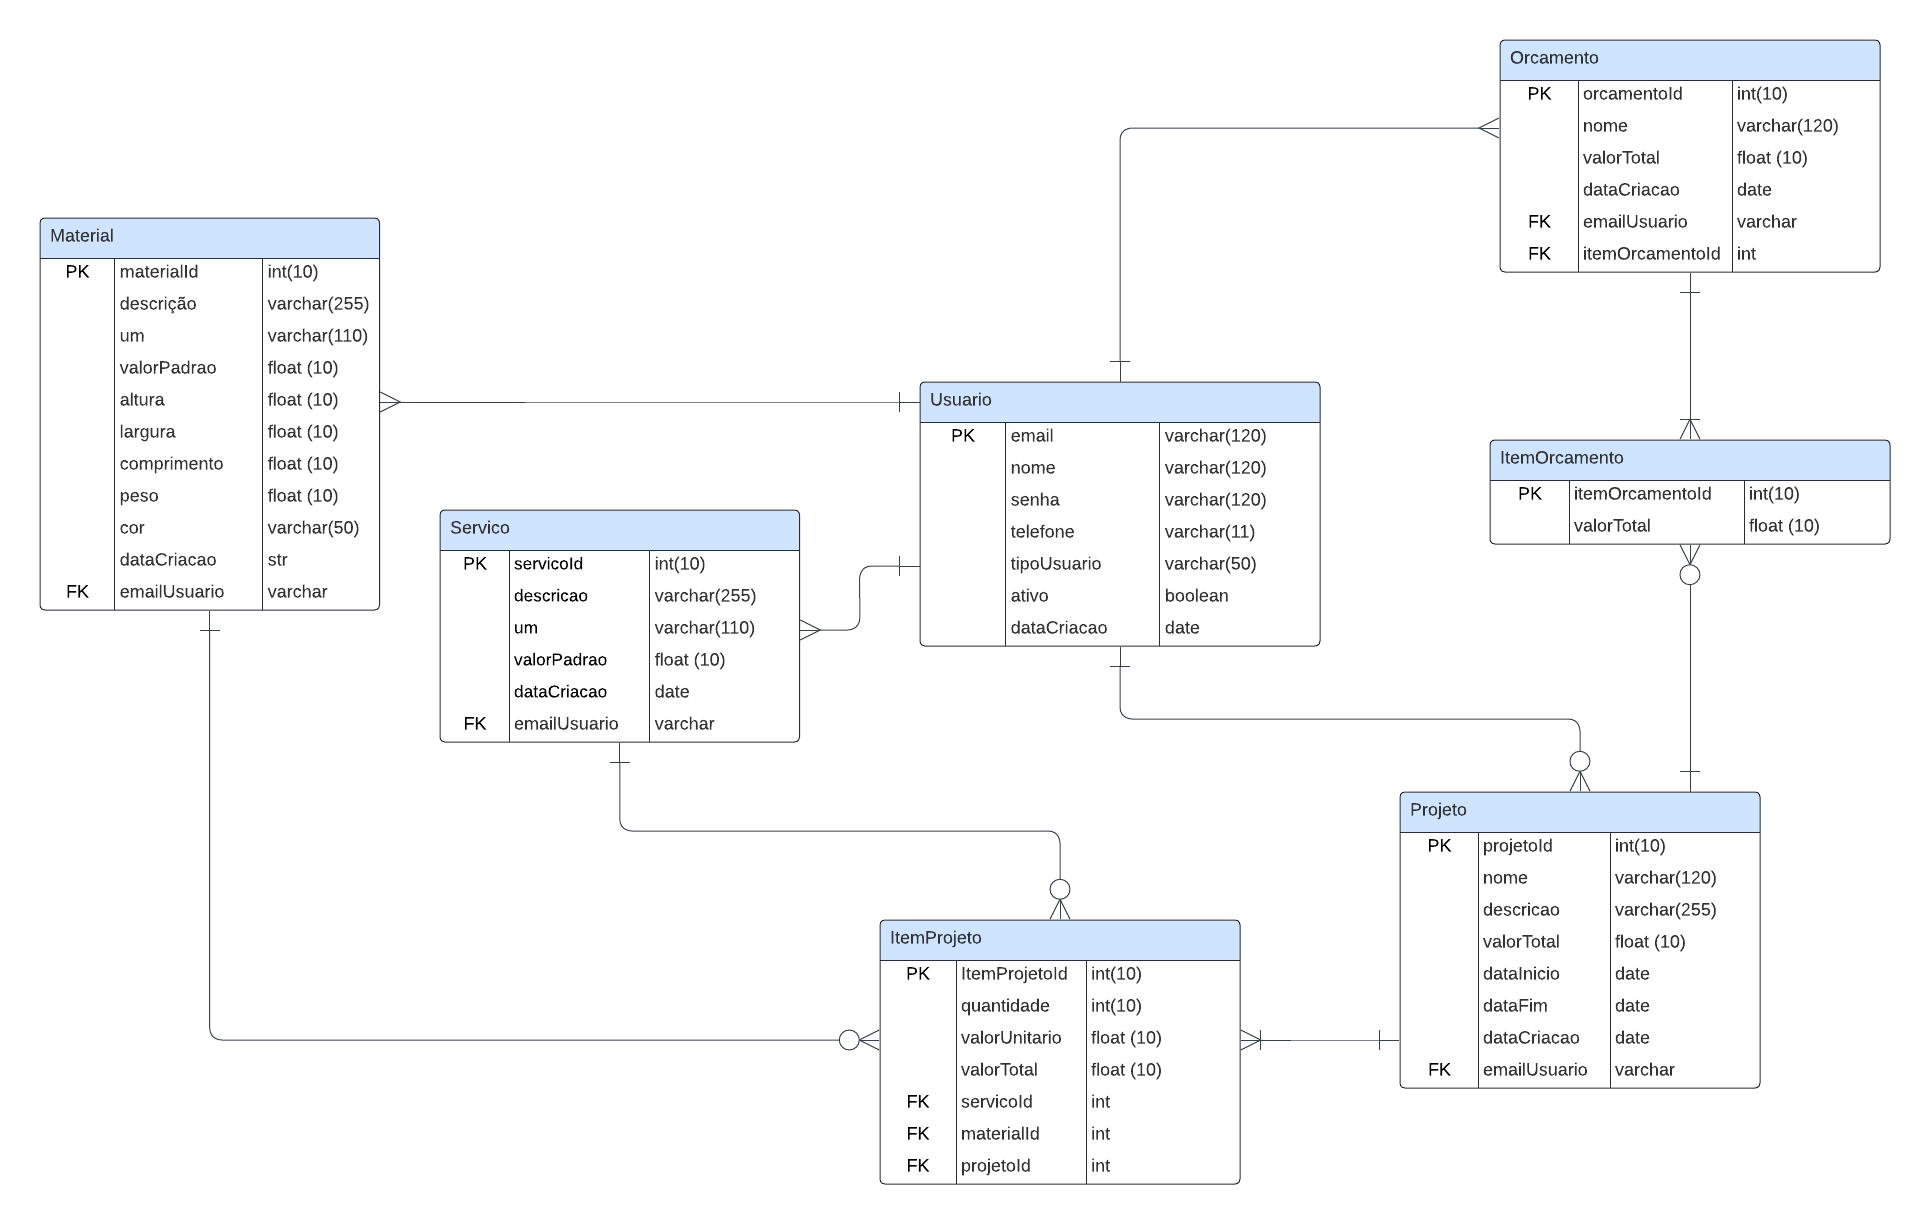 Orcamento
PK orcamentoId int(10)
nome varchar(120)
valorTotal float (10)
dataCriacao date
FK emailUsuario varchar
FK itemOrcamentoId int
Material
PK materialId int(10)
descrição varchar(255)
um varchar(110)
valorPadrao float (10)
altura float (10)
largura float (10)
comprimento float (10)
peso float (10)
cor varchar(50)
dataCriacao str
FK emailUsuario varchar
Usuario
PK email varchar(120)
nome varchar(120)
senha varchar(120)
telefone varchar(11)
tipoUsuario varchar(50)
ativo boolean
dataCriacao date
ItemOrcamento
PK itemOrcamentoId int(10)
valorTotal float (10)
Servico
PK servicoId int(10)
descricao varchar(255)
um varchar(110)
valorPadrao float (10)
dataCriacao date
FK emailUsuario varchar
Projeto
PK projetoId int(10)
nome varchar(120)
descricao varchar(255)
valorTotal float (10)
dataInicio date
dataFim date
dataCriacao date
FK emailUsuario varchar
ItemProjeto
PK ItemProjetoId int(10)
quantidade int(10)
valorUnitario float (10)
valorTotal float (10)
FK servicoId int
FK materialId int
FK projetoId int